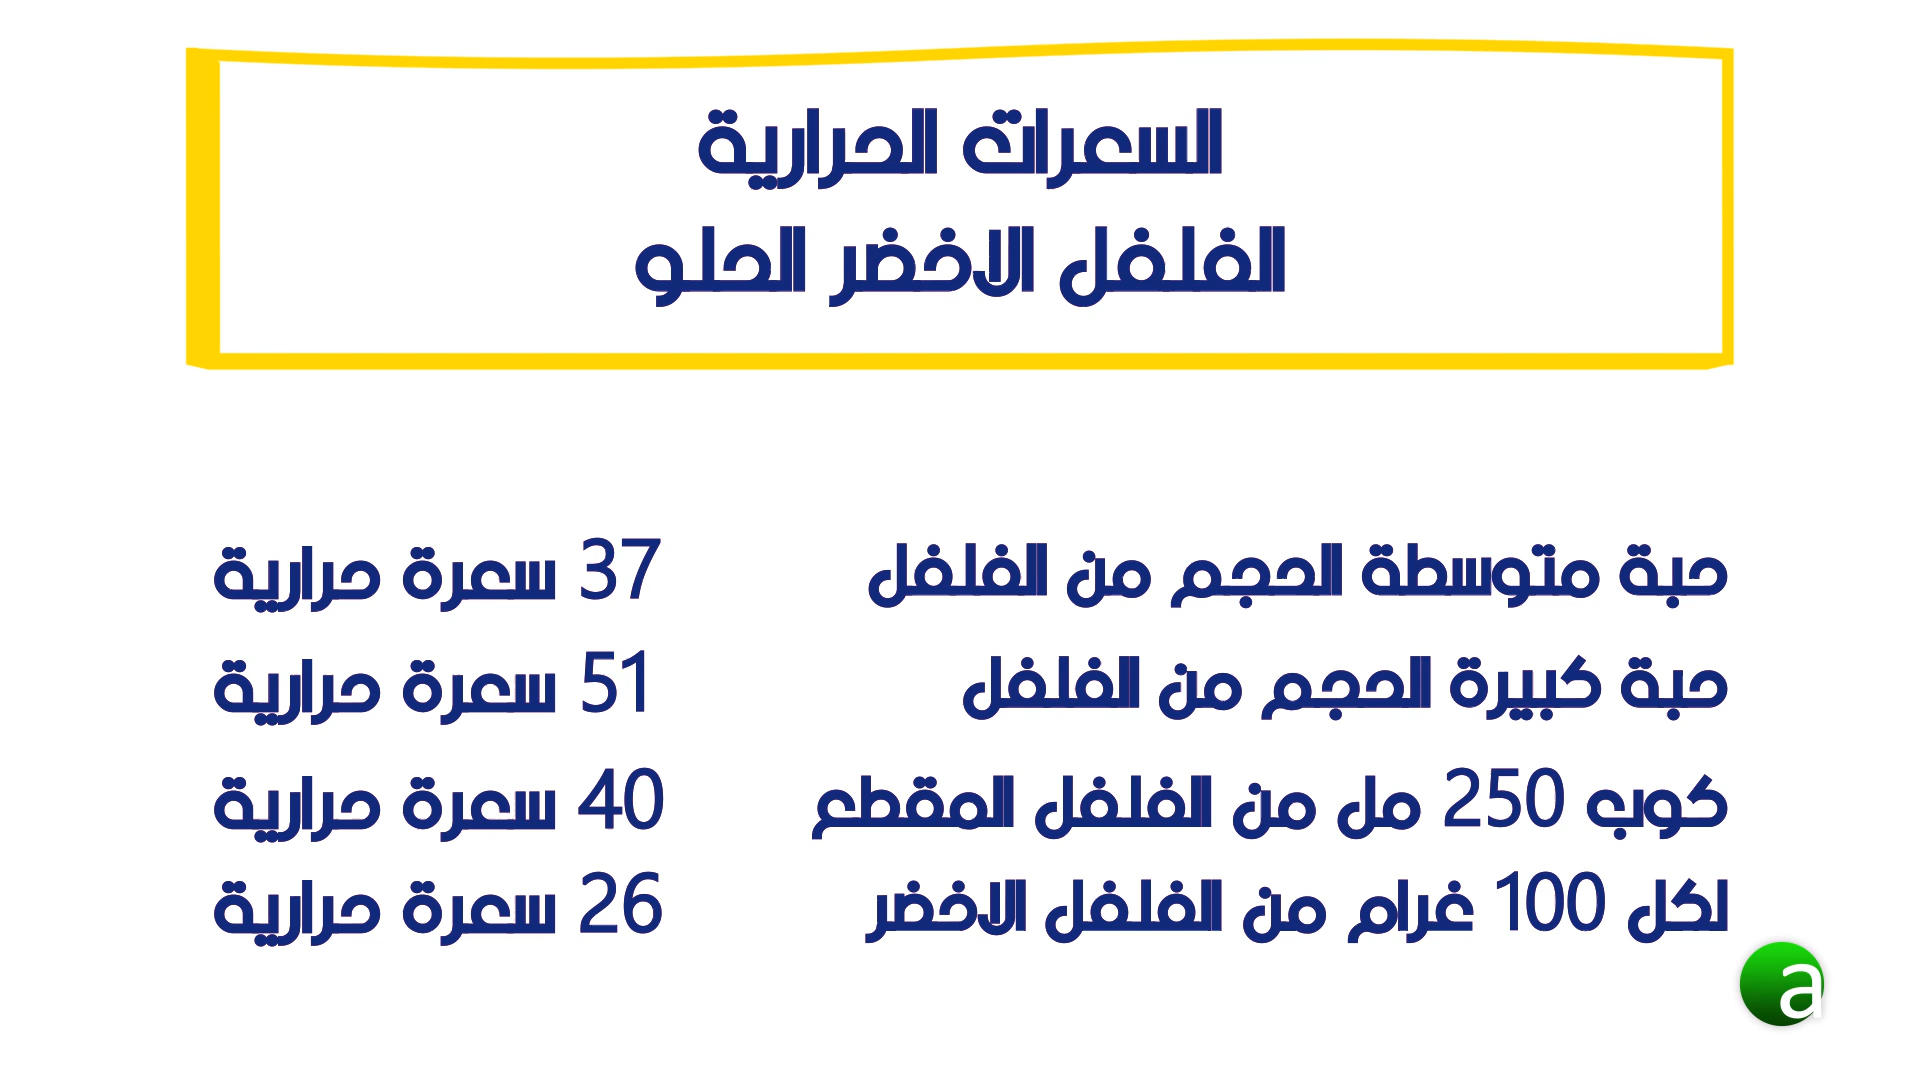 السعرات الحرارية
الفلفل الاخضر الحلو
حبة متوسطة الحجم من الفلفل 37 سعرة حرارية
حبة كبيرة الحجم من الفلفل 51 سعرة حرارية
كوب 250 مل من الفلفل المقطع 40 سعرة حرارية
لكل 100 غرام من الفلفل الاخضر 26 سعرة حرارية
a